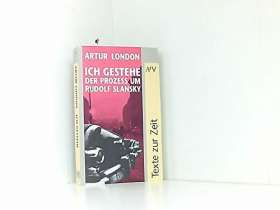 ARTUR LONDON
ICH GESTEHE
DER PROZESS UM
RUDOLF SLANSKY
AtV
Texte zur Zeit